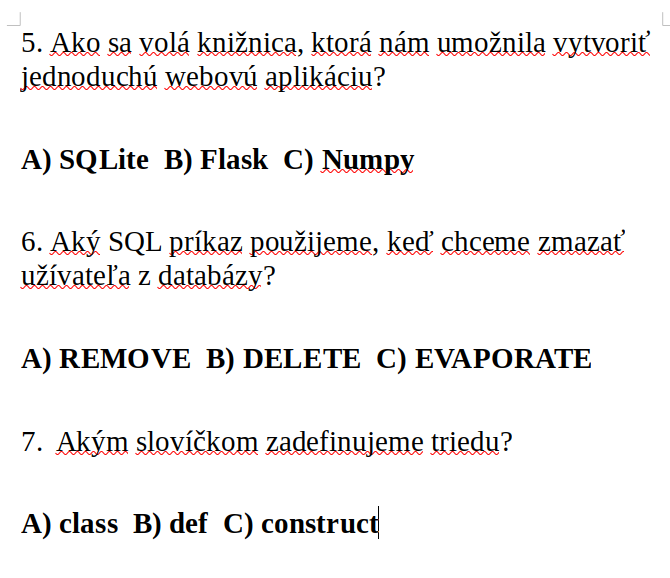 5. Ako sa volá knižnica, ktorá nám umožnila vytvoriť
jednoduchú webovú aplikáciu?
A) SQLite B) Flask C) Numpy
6. Aký SQL príkaz použijeme, keď chceme zmazať
užívateľa z databázy?
A) REMOVE B) DELETE C) EVAPORATE
7. Akým slovíčkom zadefinujeme triedu?
A) class B) def C) construct